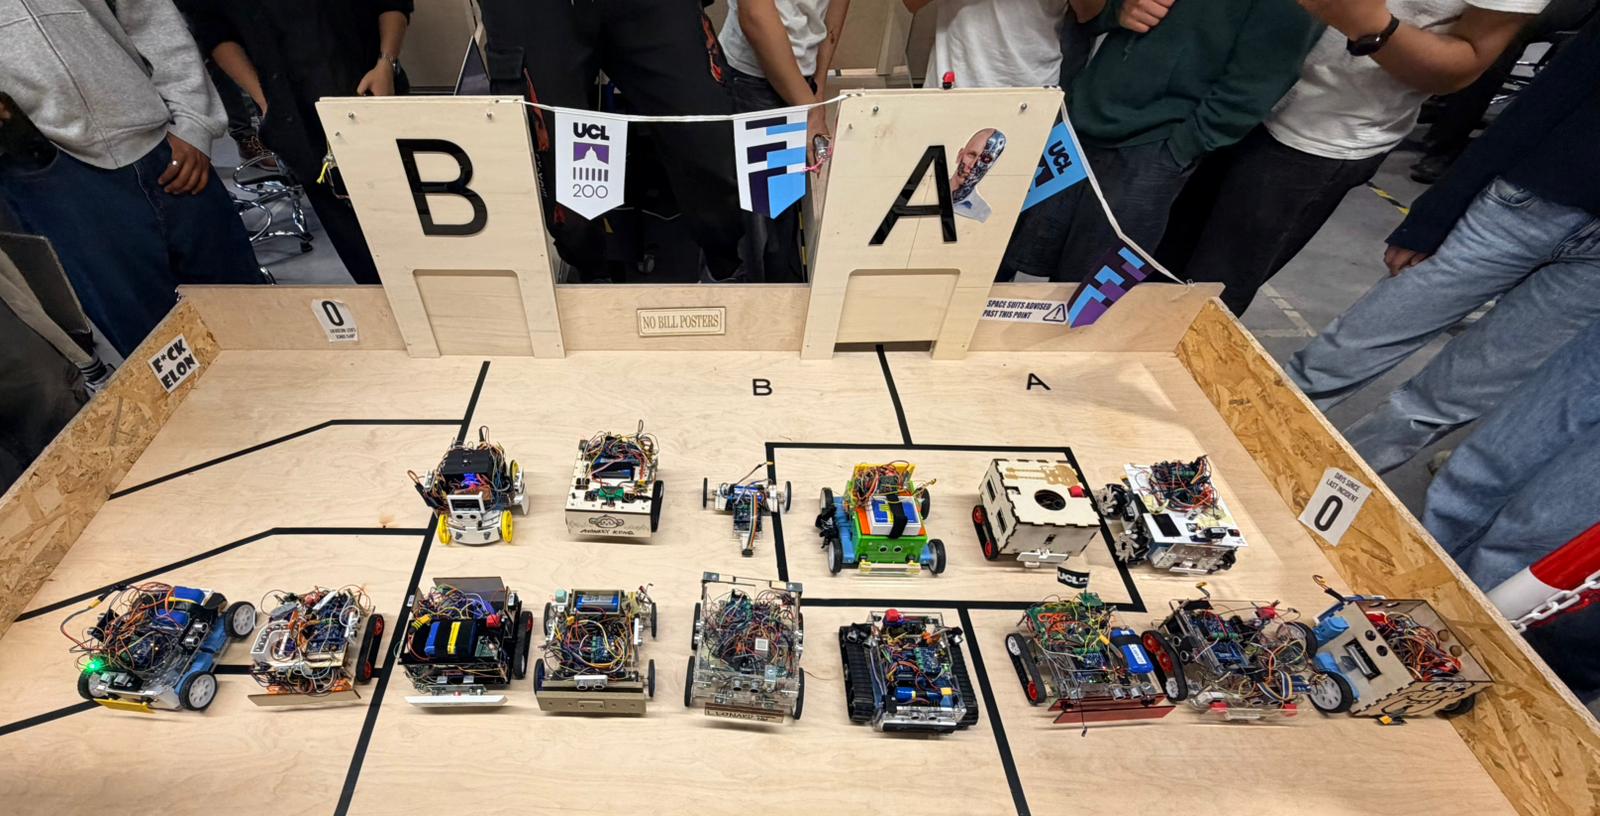 B
UCL
200
A
UCL
0
NO BILL POSTERS
SPACE SUITS ADVISED
PAST THIS POINT
F*CK
ELON
B
A
DAYS SINCE
LAST INCIDENT
0
UCL